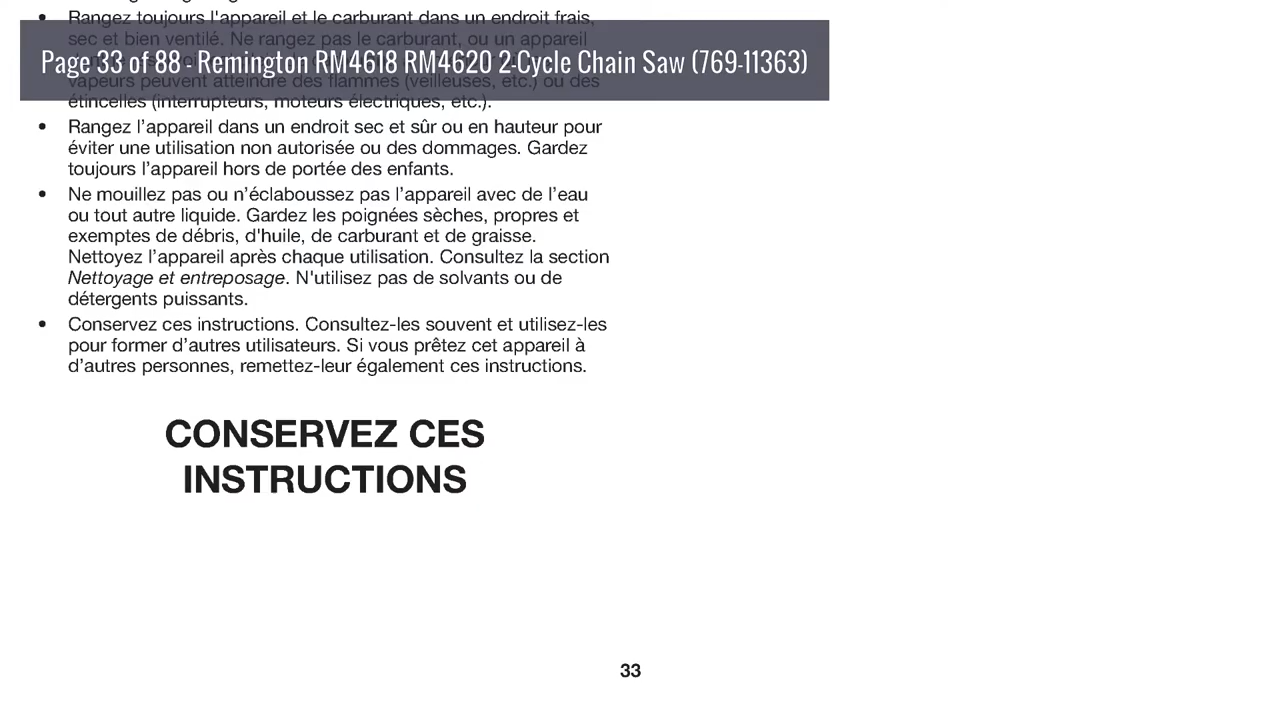 • Rangez toujours l'appareil et le carburant dans un endroit frais,
sec et bien ventilé. Ne rangez pas le carburant, ou un appareil
Page 33 of 88 - Remington RM4618 RM4620 2-Cycle Chain Saw (769-11363)
vapeurs peuvent atteindre des flammes (veilleuses, etc.) ou des
étincelles (interrupteurs, moteurs électriques, etc.).
• Rangez l’appareil dans un endroit sec et sûr ou en hauteur pour
éviter une utilisation non autorisée ou des dommages. Gardez
toujours l’appareil hors de portée des enfants.
• Ne mouillez pas ou n’éclaboussez pas l’appareil avec de l’eau
ou tout autre liquide. Gardez les poignées sèches, propres et
exemptes de débris, d'huile, de carburant et de graisse.
Nettoyez l’appareil après chaque utilisation. Consultez la section
Nettoyage et entreposage. N'utilisez pas de solvants ou de
détergents puissants.
• Conservez ces instructions. Consultez-les souvent et utilisez-les
pour former d’autres utilisateurs. Si vous prêtez cet appareil à
d’autres personnes, remettez-leur également ces instructions.
CONSERVEZ CES
INSTRUCTIONS
33